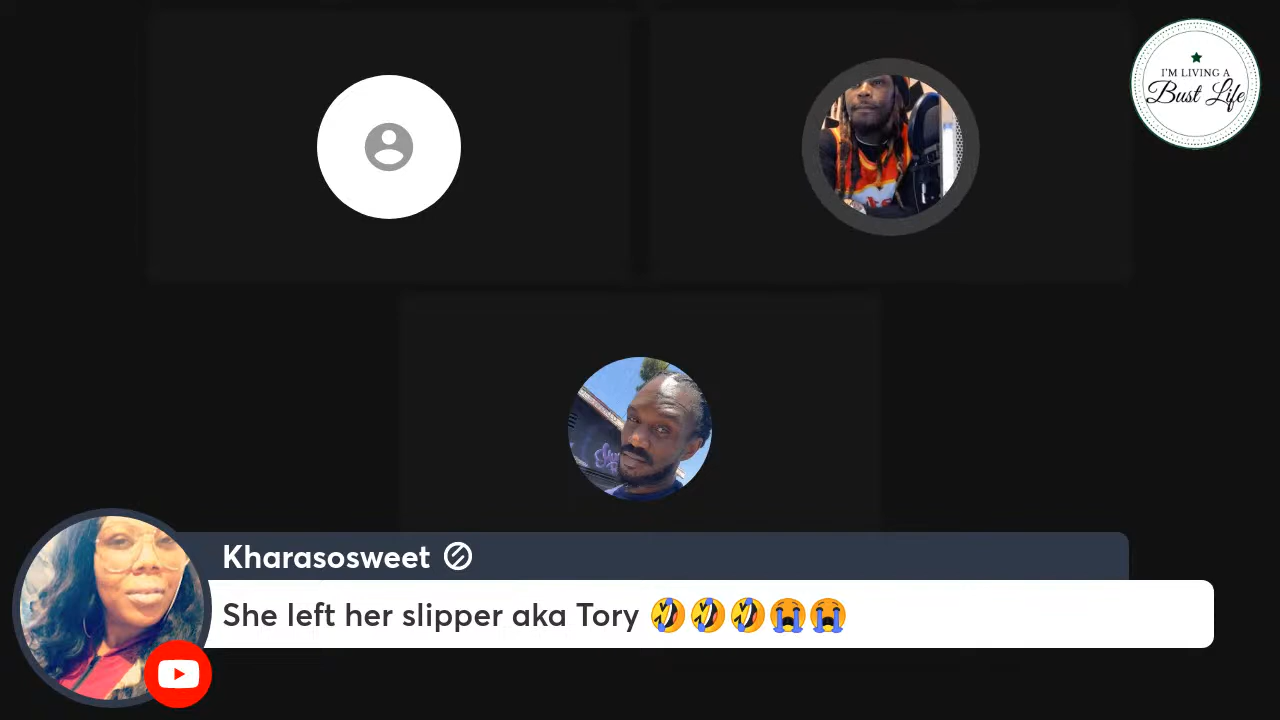 I'M LIVING A
Bust Life
Kharasosweet
She left her slipper aka Tory 🤣🤣🤣😭😭